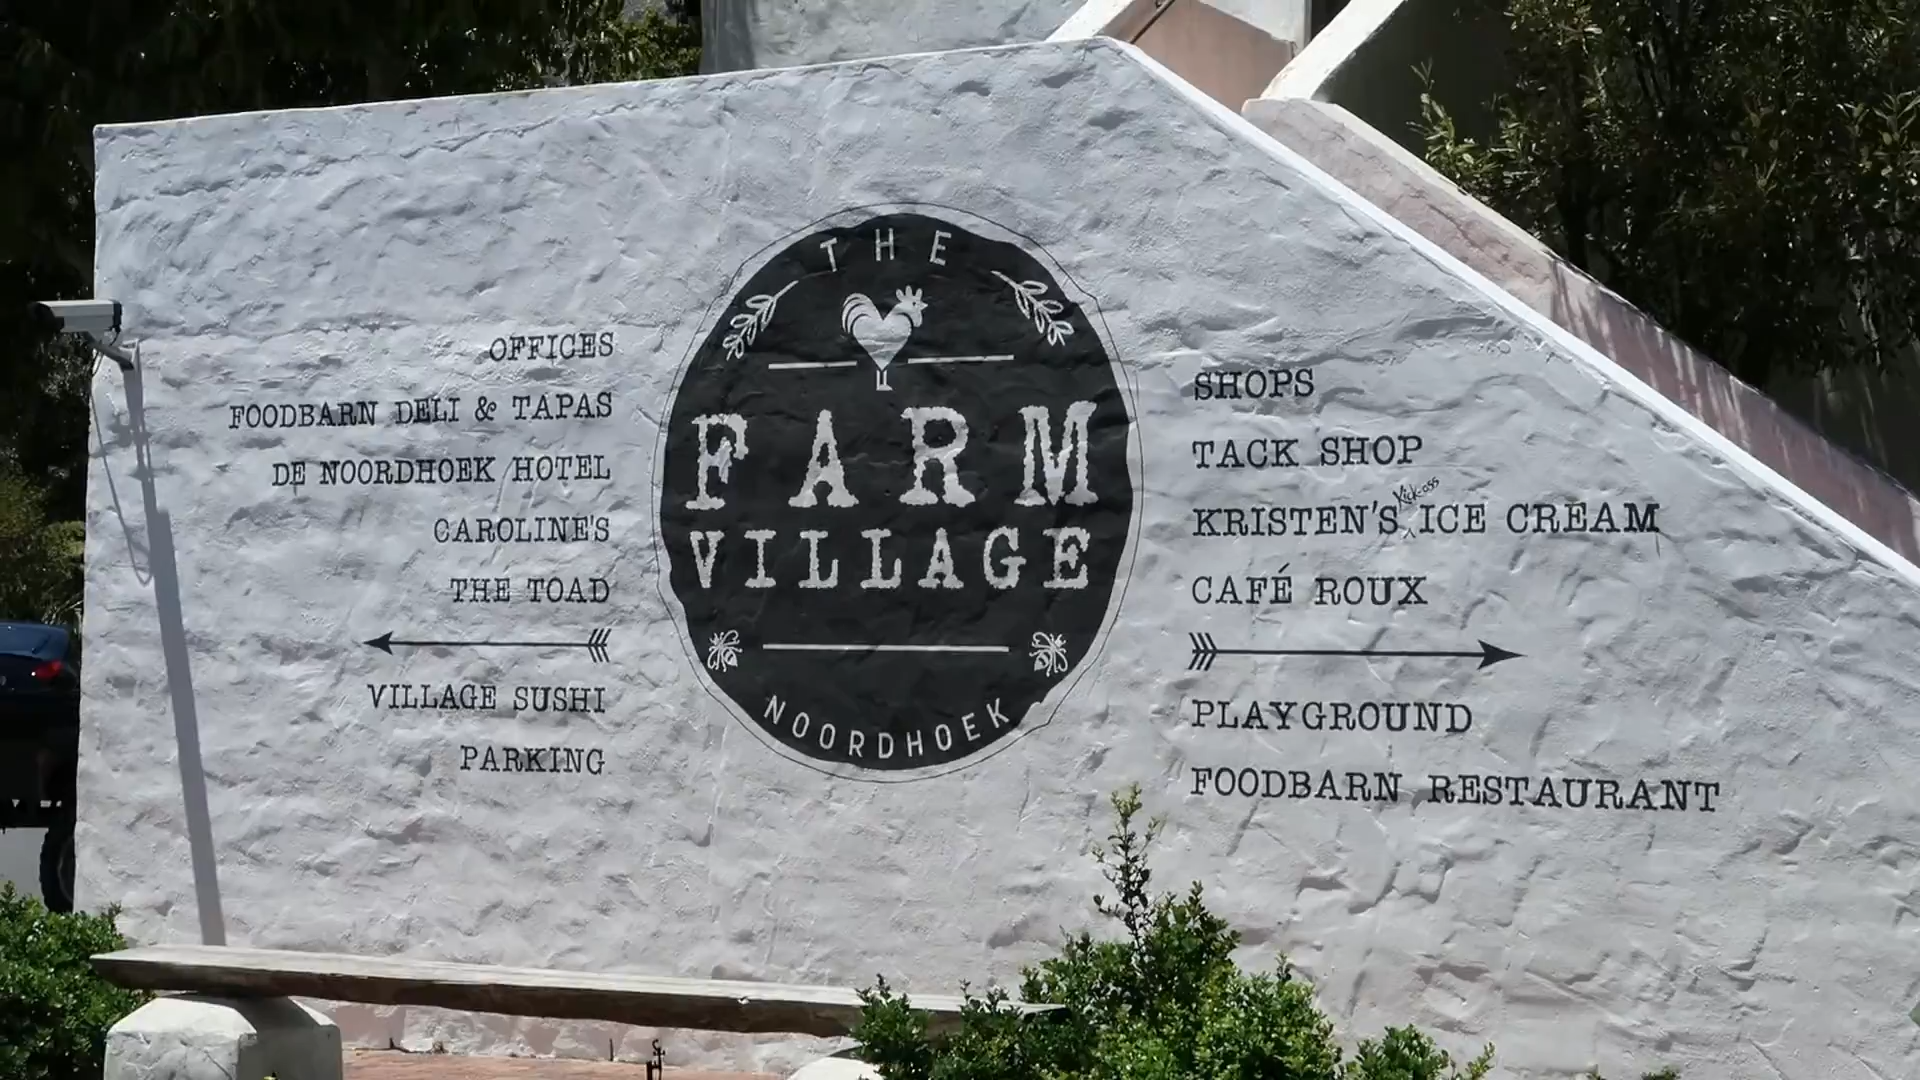 THE
FARM
VILLAGE
NOORDHOEK
OFFICES
FOODBARN DELI & TAPAS
DE NOORDHOEK HOTEL
CAROLINE'S
THE TOAD
VILLAGE SUSHI
PARKING
SHOPS
TACK SHOP
KRISTEN'S Kick-ass ICE CREAM
CAFÉ ROUX
PLAYGROUND
FOODBARN RESTAURANT